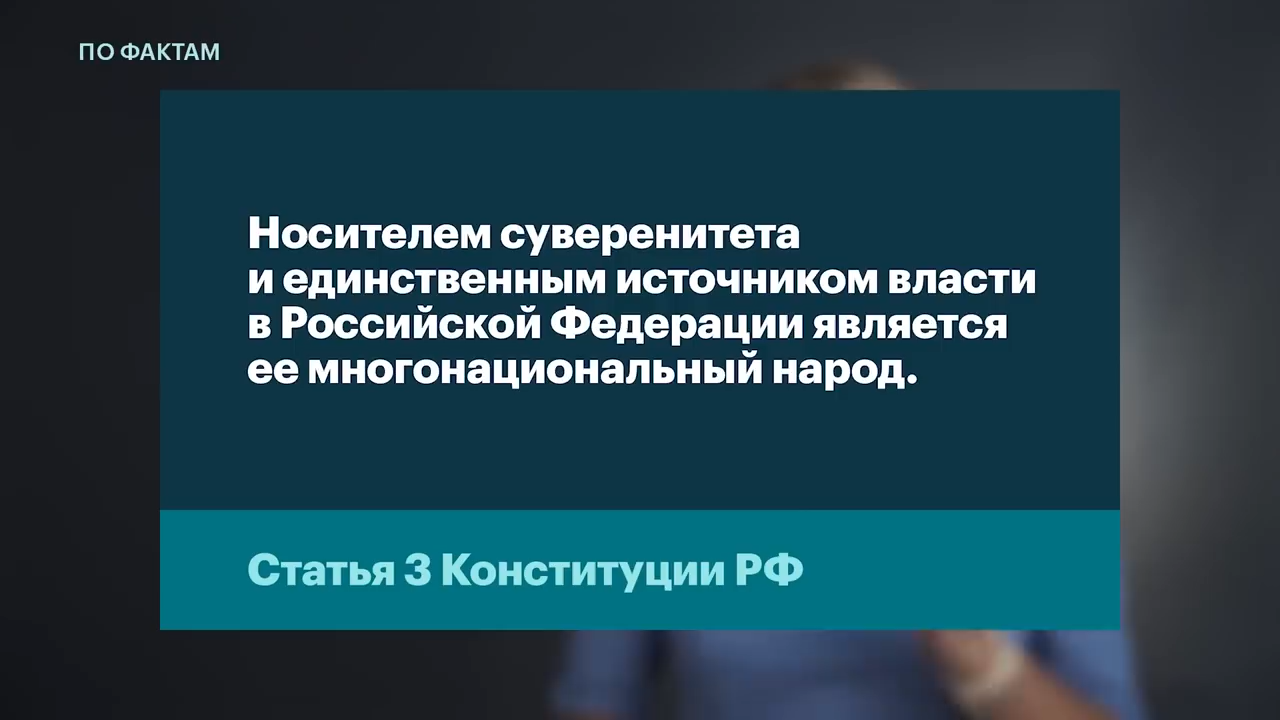 ПО ФАКТАМ
Носителем суверенитета
и единственным источником власти
в Российской Федерации является
ее многонациональный народ.
Статья 3 Конституции РФ